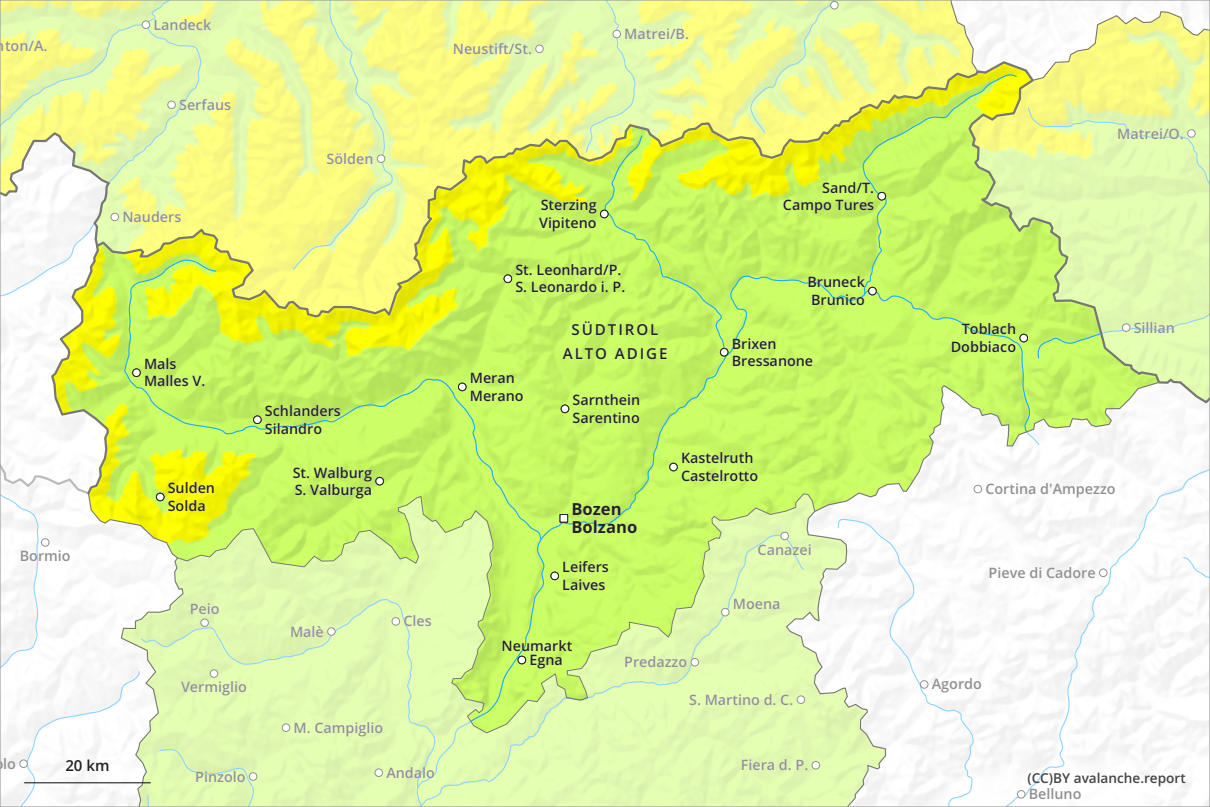 Landeck
nton/A.
Neustift/St.
Matrei/B.
Serfaus
Matrei/O.
Sölden
Nauders
Sand/T.
Campo Tures
Sterzing
Vipiteno
St. Leonhard/P.
S. Leonardo i. P.
Bruneck
Brunico
SÜDTIROL
ALTO ADIGE
Toblach
Dobbiaco
Sillian
Brixen
Bressanone
Mals
Malles V.
Meran
Merano
Schlanders
Silandro
Sarnthein
Sarentino
Kastelruth
Castelrotto
St. Walburg
S. Valburga
Sulden
Solda
Cortina d'Ampezzo
Bozen
Bolzano
Bormio
Canazei
Leifers
Laives
Pieve di Cadore
Peio
Moena
Malè
Cles
Neumarkt
Egna
Predazzo
Vermiglio
Agordo
S. Martino d. C.
M. Campiglio
20 km
olo
Pinzolo
Andalo
Fiera d. P.
(CC)BY avalanche.report
Belluno